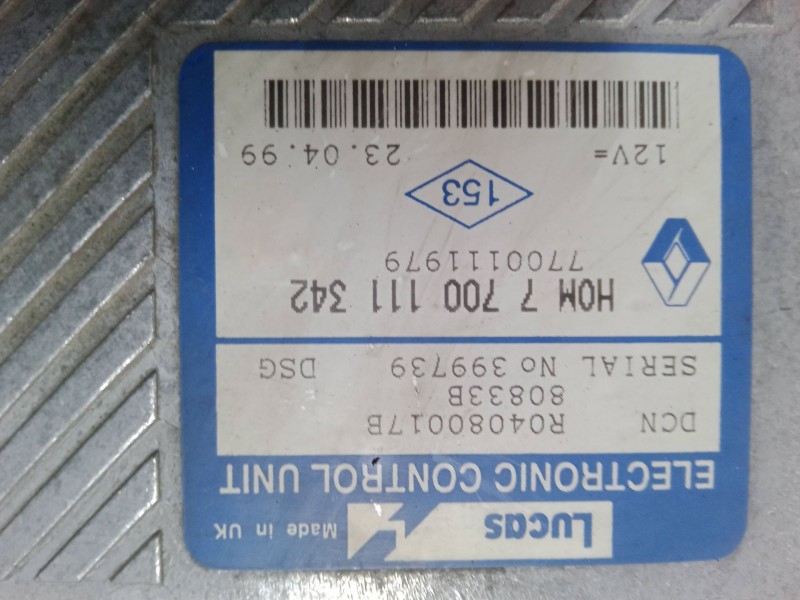 Lucas Made in UK
ELECTRONIC CONTROL UNIT
DCN R04080017B
80833B
SERIAL No 399739 DSG
HOM 7 700 111 342
7700111979
153
12V= 23.04.99